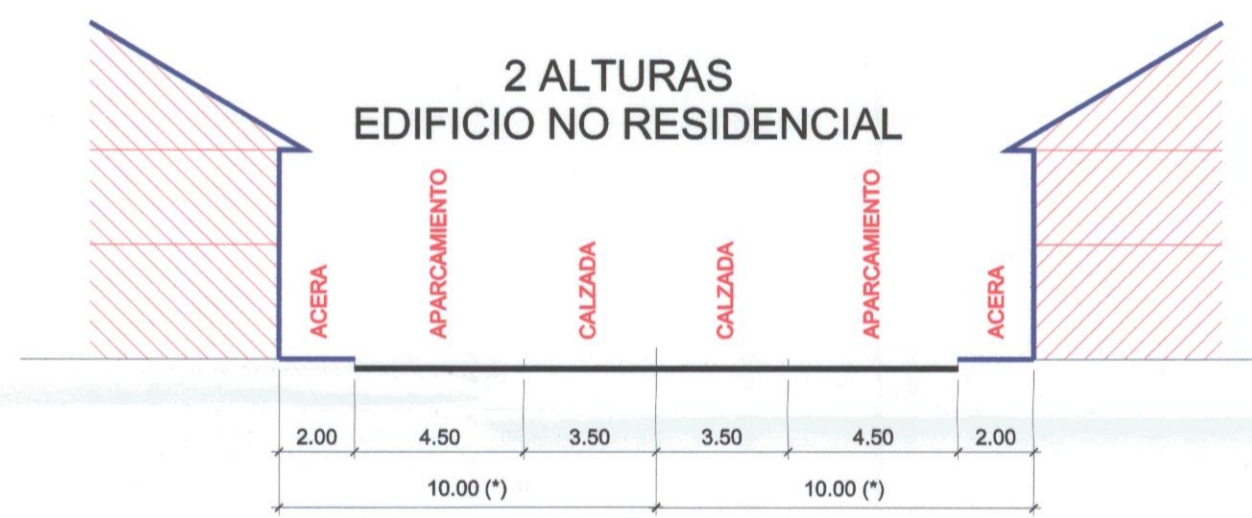 2 ALTURAS
EDIFICIO NO RESIDENCIAL
ACERA
APARCAMIENTO
CALZADA
CALZADA
APARCAMIENTO
ACERA
2.00 4.50 3.50 3.50 4.50 2.00
10.00 (*) 10.00 (*)